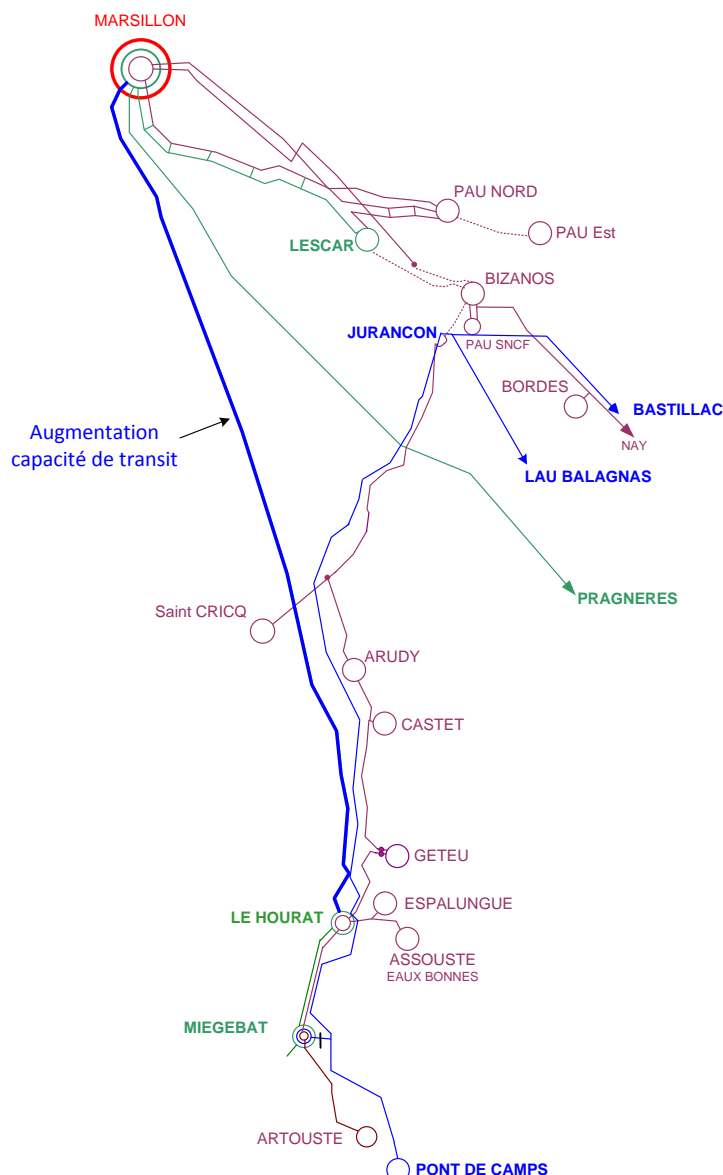 MARSILLON
PAU NORD
PAU Est
LESCAR
BIZANOS
JURANCON
PAU SNCF
BORDES
BASTILLAC
NAY
Augmentation
capacité de transit
LAU BALAGNAS
PRAGNERES
Saint CRICQ
ARUDY
CASTET
GETEU
ESPALUNGUE
LE HOURAT
ASSOUSTE
EAUX BONNES
MIEGEBAT
ARTOUSTE
PONT DE CAMPS